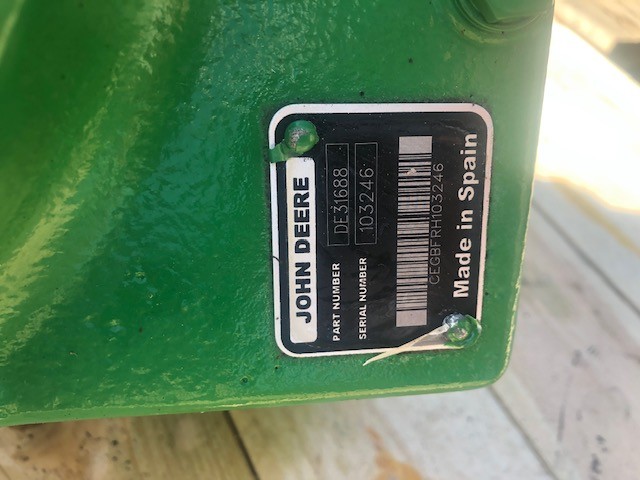 JOHN DEERE
PART NUMBER DE31688
SERIAL NUMBER 103246
CEGBFRH103246
Made in Spain